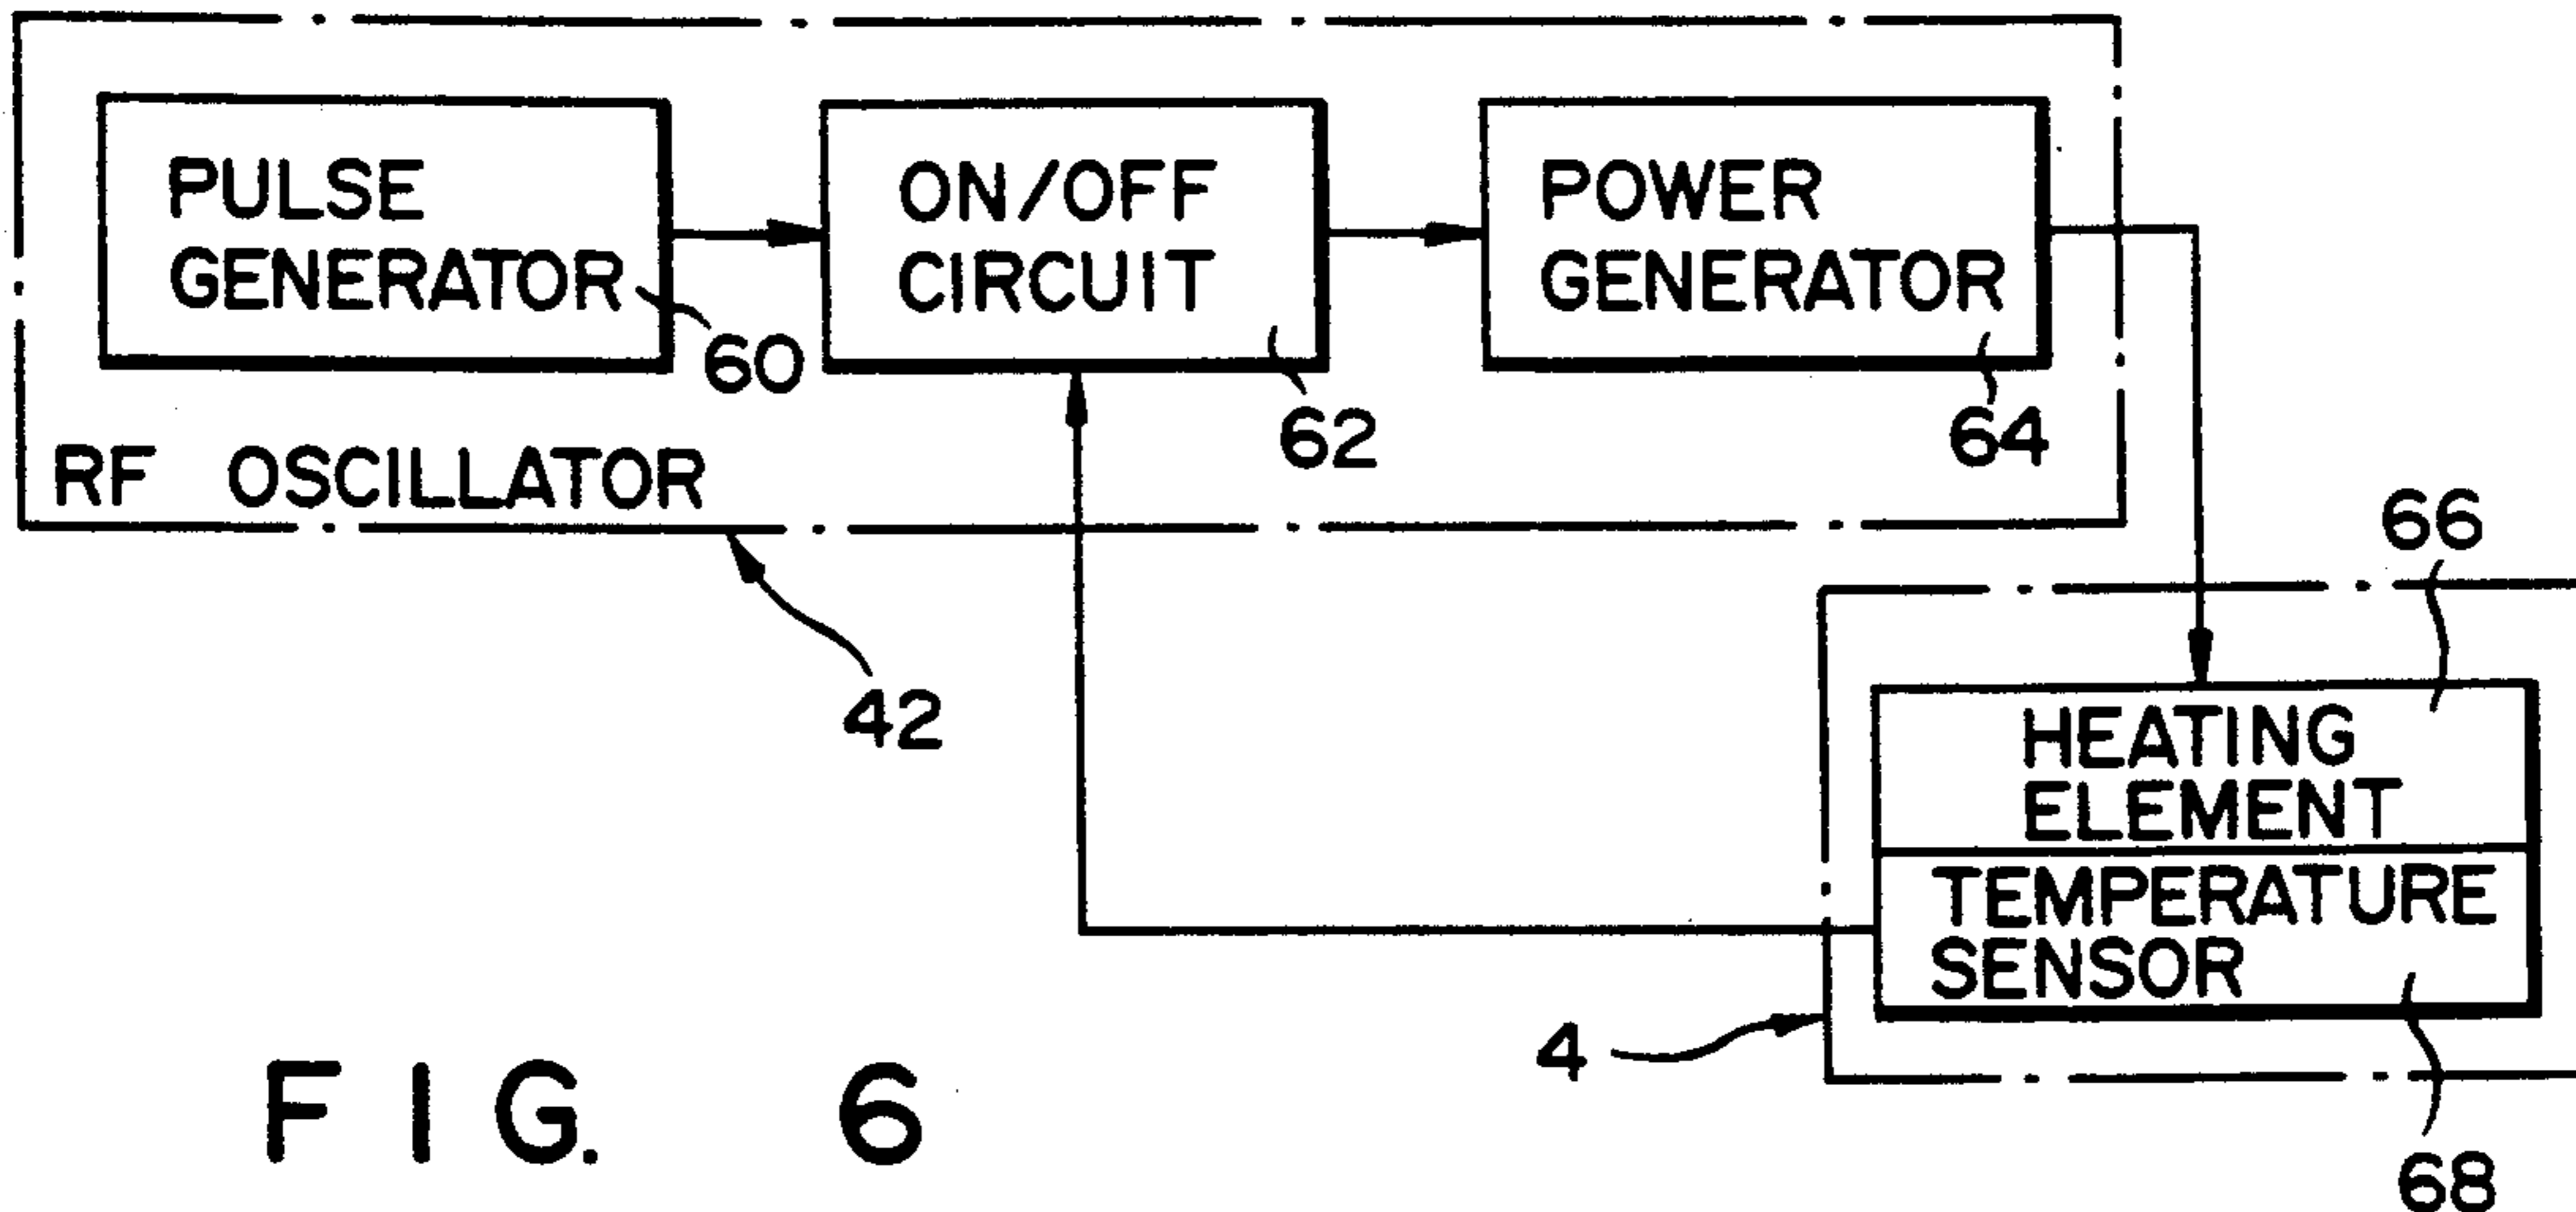 PULSE
GENERATOR
60
ON/OFF
CIRCUIT
62
POWER
GENERATOR
64
RF OSCILLATOR
42
66
HEATING
ELEMENT
TEMPERATURE
SENSOR
4
68
FIG. 6